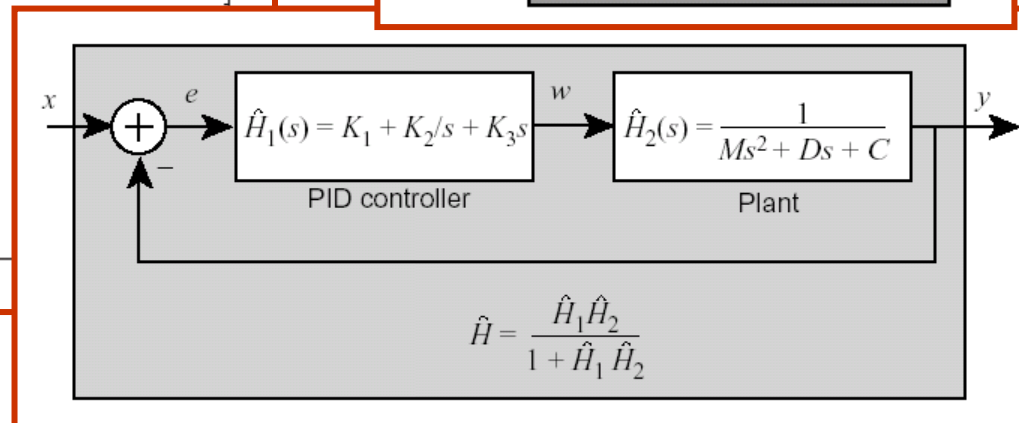 ]
x
e
Ĥ₁(s) = K₁ + K₂/s + K₃s
w
Ĥ₂(s) = 1 / (Ms² + Ds + C)
y
+
−
PID controller
Plant
Ĥ = Ĥ₁Ĥ₂ / (1 + Ĥ₁ Ĥ₂)